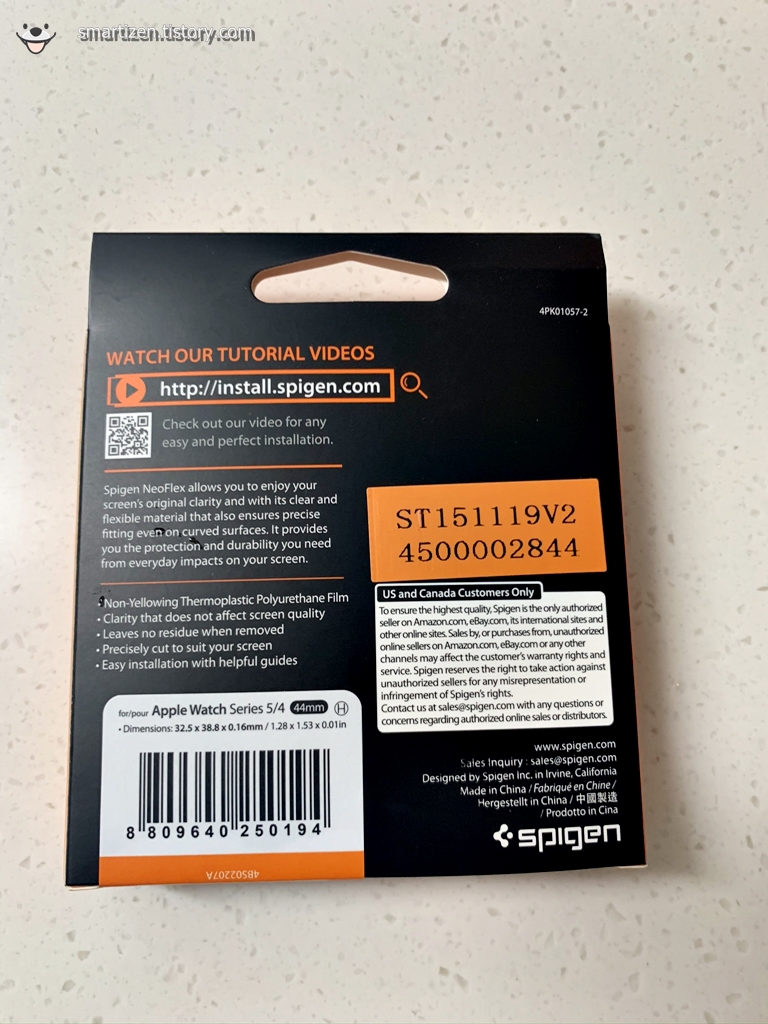 smartizen.tistory.com
4PK01057-2
WATCH OUR TUTORIAL VIDEOS
http://install.spigen.com
Check out our video for any
easy and perfect installation.
Spigen NeoFlex allows you to enjoy your
screen's original clarity and with its clear and
flexible material that also ensures precise
fitting even on curved surfaces. It provides
you the protection and durability you need
from everyday impacts on your screen.
• Non-Yellowing Thermoplastic Polyurethane Film
• Clarity that does not affect screen quality
• Leaves no residue when removed
• Precisely cut to suit your screen
• Easy installation with helpful guides
for/pour Apple Watch Series 5/4 44mm H
• Dimensions: 32.5 x 38.8 x 0.16mm / 1.28 x 1.53 x 0.01in
8 809640 250194
4BS02207A
ST151119V2
4500002844
US and Canada Customers Only
To ensure the highest quality, Spigen is the only authorized
seller on Amazon.com, eBay.com, its international sites and
other online sites. Sales by, or purchases from, unauthorized
online sellers on Amazon.com, eBay.com or any other
channels may affect the customer's warranty rights and
service. Spigen reserves the right to take action against
unauthorized sellers for any misrepresentation or
infringement of Spigen's rights.
Contact us at sales@spigen.com with any questions or
concerns regarding authorized online sales or distributors.
www.spigen.com
Sales Inquiry : sales@spigen.com
Designed by Spigen Inc. in Irvine, California
Made in China / Fabriqué en Chine /
Hergestellt in China / 中國製造
/ Prodotto in Cina
spigen